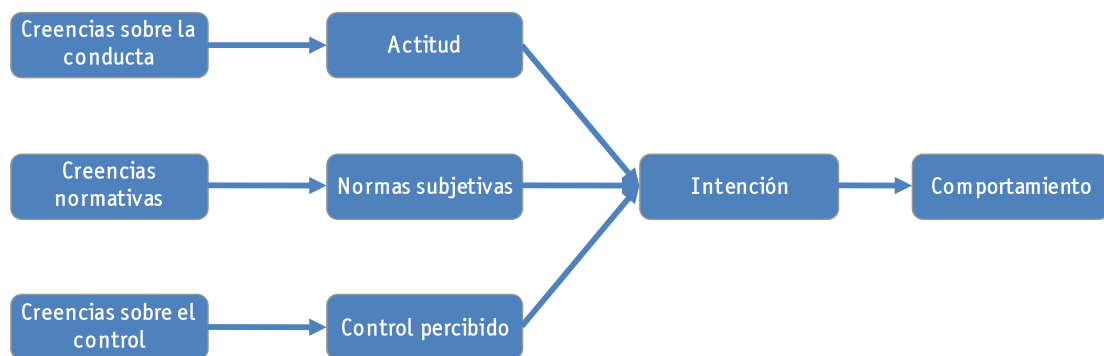 Creencias sobre la
conducta
Actitud
Creencias
normativas
Normas subjetivas
Intención
Comportamiento
Creencias sobre el
control
Control percibido